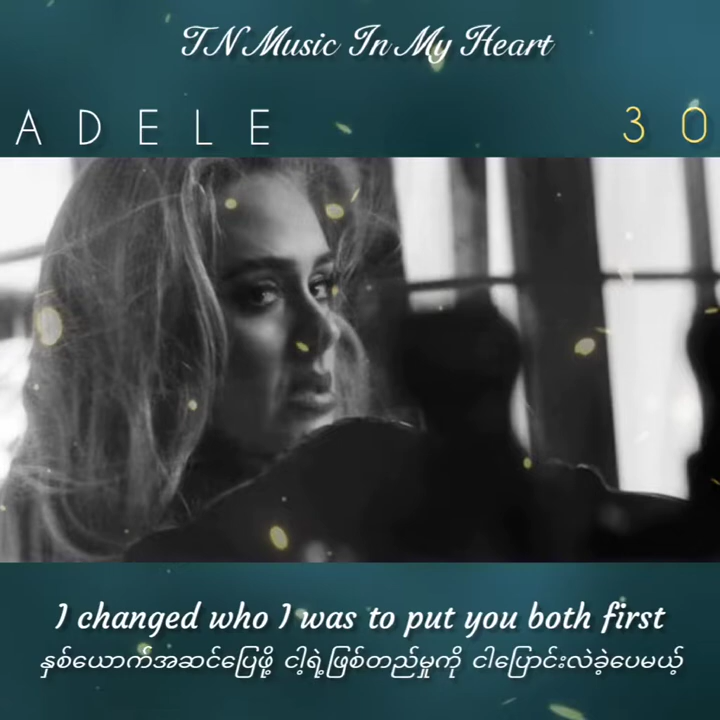 TN Music In My Heart
ADELE 30
I changed who I was to put you both first
နှစ်ယောက်အဆင်ပြေဖို့ ငါ့ရဲ့ဖြစ်တည်မှုကို ငါပြောင်းလဲခဲ့ပေမယ့်